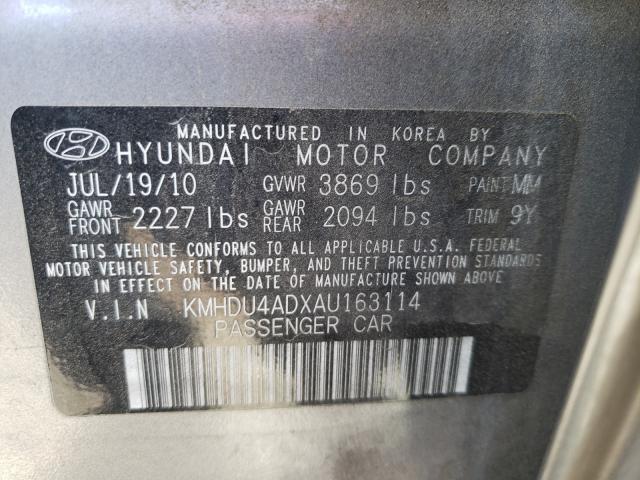 MANUFACTURED IN KOREA BY
HYUNDAI MOTOR COMPANY
JUL/19/10 GVWR 3869 lbs PAINT MM
GAWR FRONT 2227 lbs GAWR REAR 2094 lbs TRIM 9Y
THIS VEHICLE CONFORMS TO ALL APPLICABLE U.S.A. FEDERAL
MOTOR VEHICLE SAFETY, BUMPER, AND THEFT PREVENTION STANDARDS
IN EFFECT ON THE DATE OF MANUFACTURE SHOWN ABOVE.
V.I.N KMHDU4ADXAU163114
PASSENGER CAR